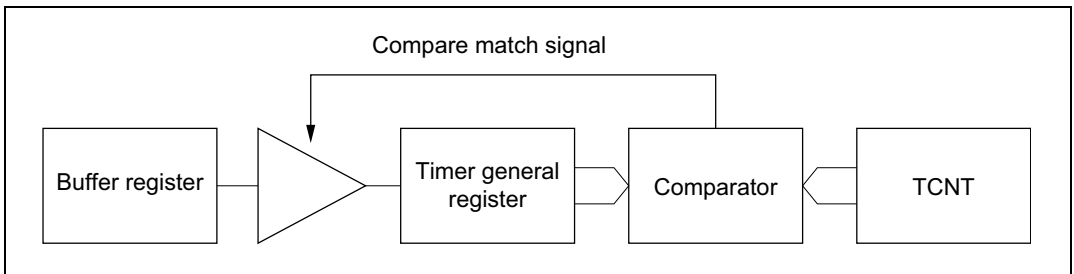 Compare match signal
Buffer register
Timer general
register
Comparator
TCNT